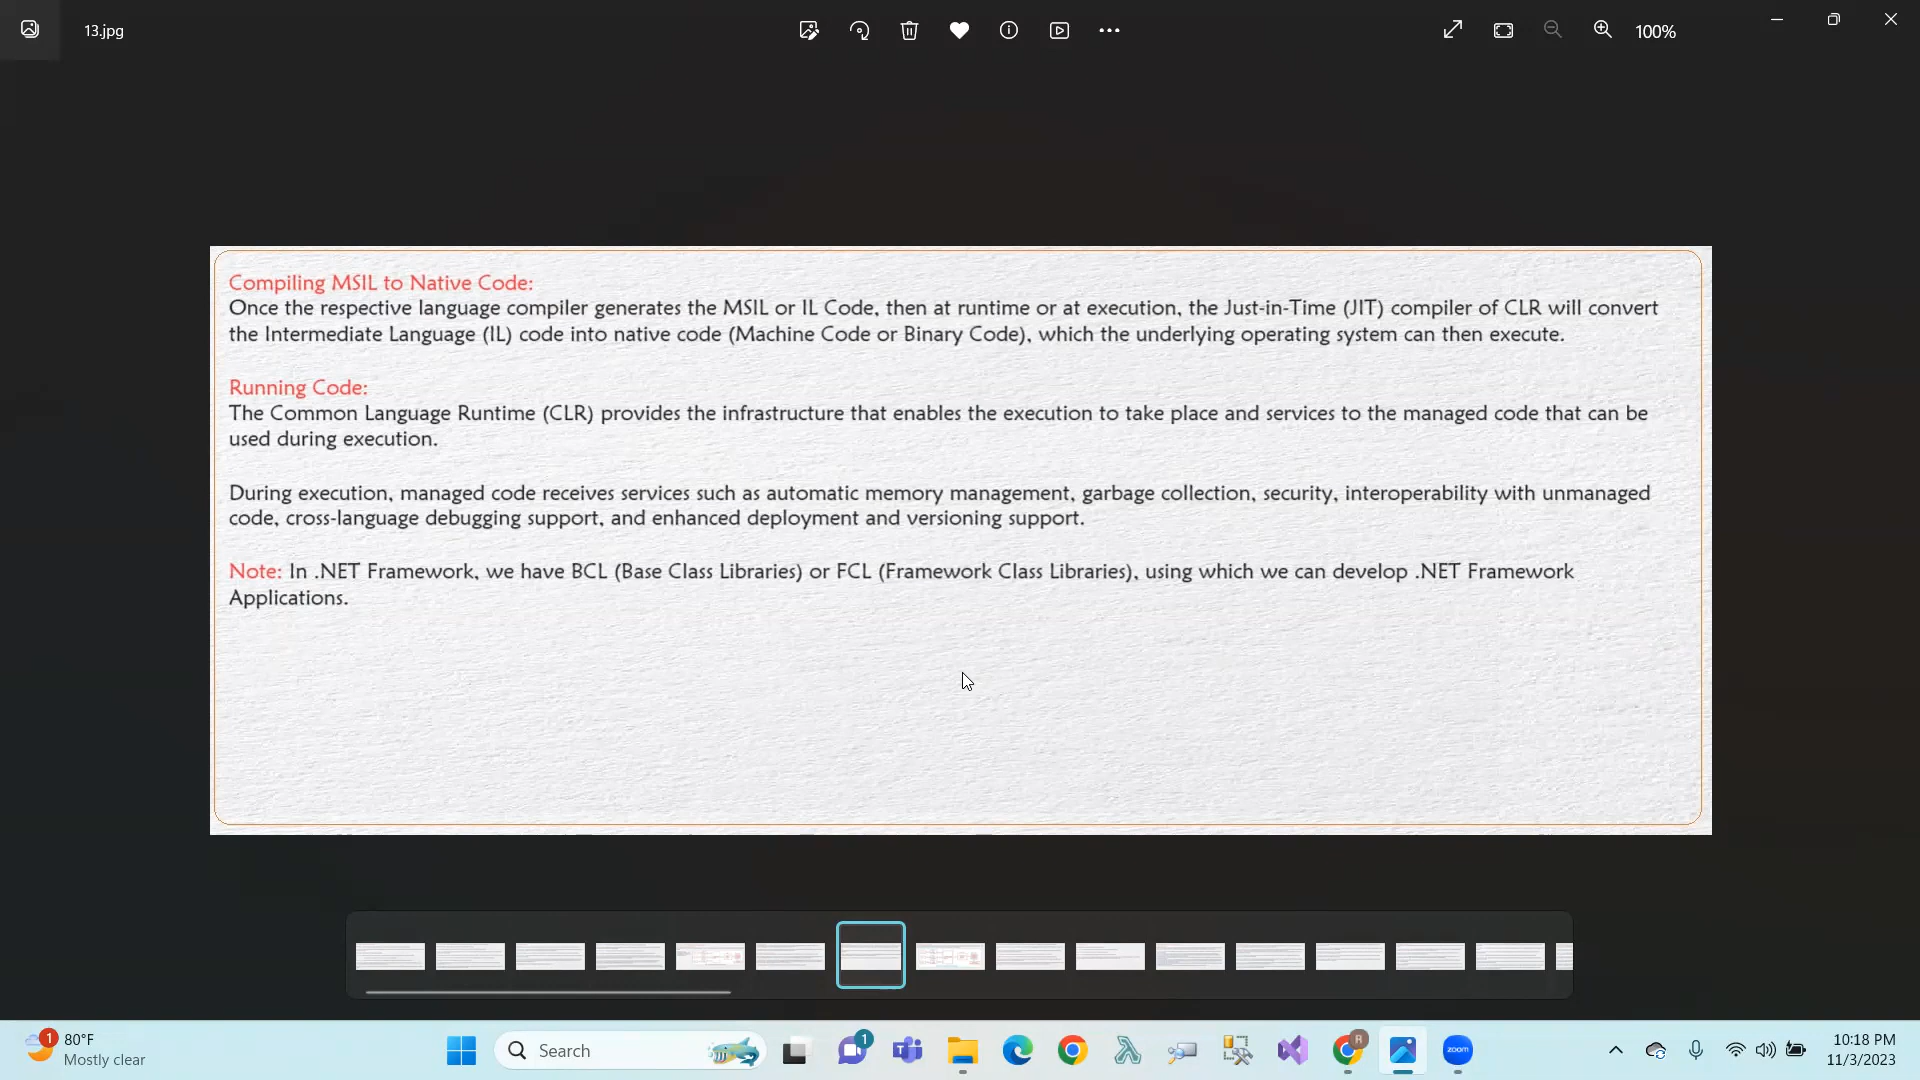 13.jpg
100%
Compiling MSIL to Native Code:
Once the respective language compiler generates the MSIL or IL Code, then at runtime or at execution, the Just-in-Time (JIT) compiler of CLR will convert
the Intermediate Language (IL) code into native code (Machine Code or Binary Code), which the underlying operating system can then execute.
Running Code:
The Common Language Runtime (CLR) provides the infrastructure that enables the execution to take place and services to the managed code that can be
used during execution.
During execution, managed code receives services such as automatic memory management, garbage collection, security, interoperability with unmanaged
code, cross-language debugging support, and enhanced deployment and versioning support.
Note: In .NET Framework, we have BCL (Base Class Libraries) or FCL (Framework Class Libraries), using which we can develop .NET Framework
Applications.
1
80°F
Mostly clear
Search
1
R
zoom
10:18 PM
11/3/2023